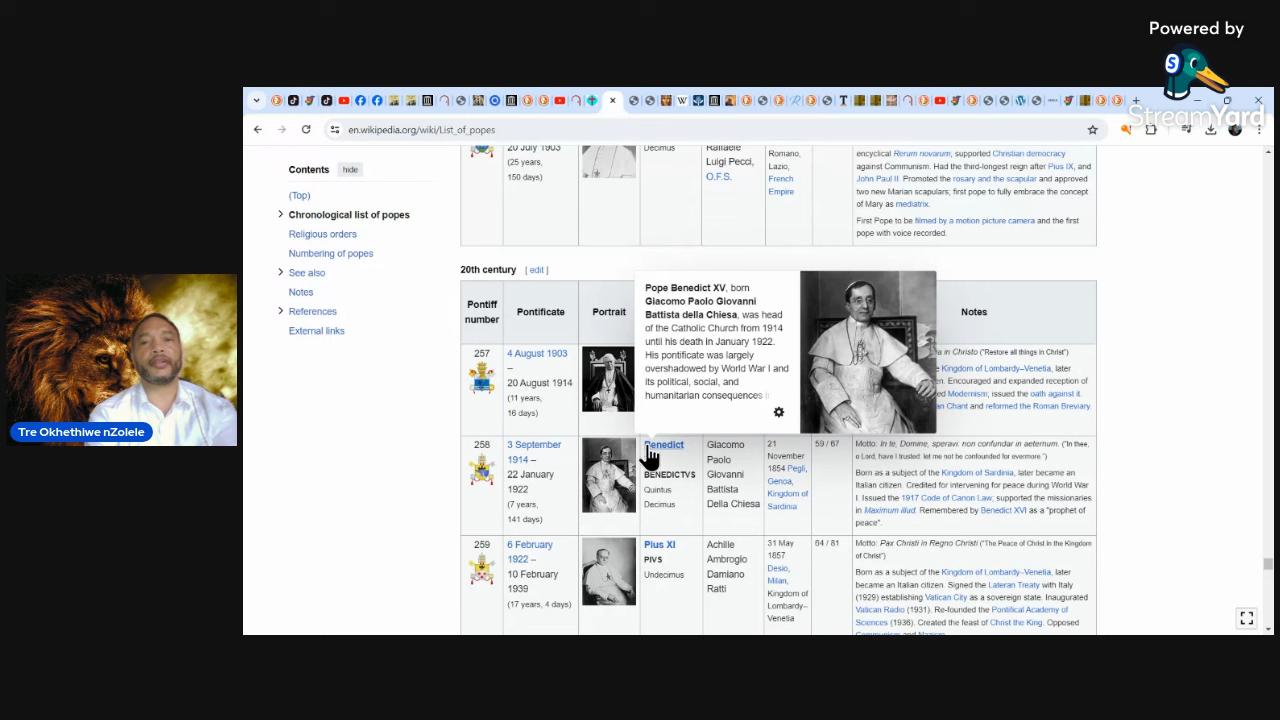 Powered by
S
StreamYard
en.wikipedia.org/wiki/List_of_popes
Contents hide
(Top)
Chronological list of popes
Religious orders
Numbering of popes
See also
Notes
References
External links
20 July 1903
(25 years,
150 days)
Decimus
Raffaele
Luigi Pecci,
O.F.S.
Romano,
Lazio,
French
Empire
encyclical Rerum novarum, supported Christian democracy
against Communism. Had the third-longest reign after Pius IX, and
John Paul II. Promoted the rosary and the scapular and approved
two new Marian scapulars; first pope to fully embrace the concept
of Mary as mediatrix.
First Pope to be filmed by a motion picture camera and the first
pope with voice recorded.
20th century [ edit ]
Pontiff
number
Pontificate
Portrait
Notes
Pope Benedict XV, born
Giacomo Paolo Giovanni
Battista della Chiesa, was head
of the Catholic Church from 1914
until his death in January 1922.
His pontificate was largely
overshadowed by World War I and
its political, social, and
humanitarian consequences
257
4 August 1903
–
20 August 1914
(11 years,
16 days)
in Christo ("Restore all things in Christ")
Kingdom of Lombardy–Venetia, later
Encouraged and expanded reception of
Modernism; issued the oath against it.
Chant and reformed the Roman Breviary.
258
3 September
1914 –
22 January
1922
(7 years,
141 days)
Benedict
BENEDICTVS
Quintus
Decimus
Giacomo
Paolo
Giovanni
Battista
Della Chiesa
21
November
1854 Pegli,
Genoa,
Kingdom of
Sardinia
59 / 67
Motto: In te, Domine, speravi: non confundar in aeternum. ("In thee,
o Lord, have I trusted: let me not be confounded for evermore.")
Born as a subject of the Kingdom of Sardinia, later became an
Italian citizen. Credited for intervening for peace during World War
I. Issued the 1917 Code of Canon Law; supported the missionaries
in Maximum illud. Remembered by Benedict XVI as a "prophet of
peace".
259
6 February
1922 –
10 February
1939
(17 years, 4 days)
Pius XI
PIVS
Undecimus
Achille
Ambrogio
Damiano
Ratti
31 May
1857
Desio,
Milan,
Kingdom of
Lombardy–
Venetia
64 / 81
Motto: Pax Christi in Regno Christi ("The Peace of Christ in the Kingdom
of Christ")
Born as a subject of the Kingdom of Lombardy–Venetia, later
became an Italian citizen. Signed the Lateran Treaty with Italy
(1929) establishing Vatican City as a sovereign state. Inaugurated
Vatican Radio (1931). Re-founded the Pontifical Academy of
Sciences (1936). Created the feast of Christ the King. Opposed
Communism and Nazism.
Tre Okhethiwe nZolele